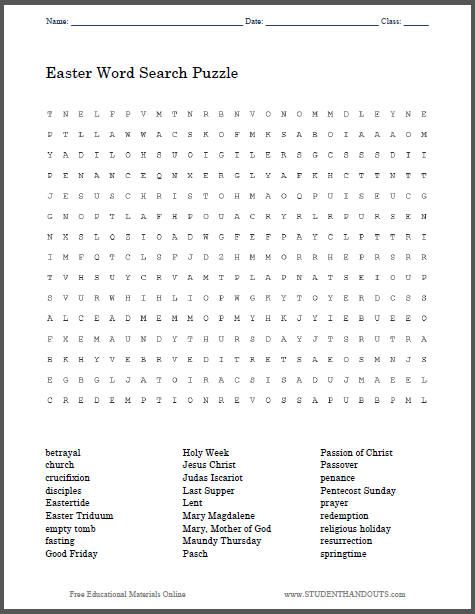 Name: ______________________________ Date: ____________________ Class: _____
Easter Word Search Puzzle
T N E L F P V M T N R B N V O N O M M D L E Y N E
P T L L A W W A C S K O F M K S A B O I A A A O M
Y A D I L O H S U O I G I L E R S G C S S S D I I
P E N A N C E Q N X E R G L Y A F K H C T T N T T
J E S U S C H R I S T O H M A O Q P U I S E U C G
G N O P T L A F H P O U A C R Y R L R P U R S E N
N X S L Q Z I O A D W G F E F P A Y C L P T T R I
I M F Q T C L S F J D Z H M M O R R H E P R S R R
T V H S U Y C R V A M T P L A P N A T S E I O U P
S V U R W H I H L I O P W G K Y T O Y E R D C S S
A L C E A D M E M M O P M Y H K J Y I E B U E E O
F X E M A U N D Y T H U R S D A Y J T S R U T R A
B K H Y V E B R V E D I T R E T S A E O S M N J S
E G B G L J A T O I R A C S I S A D U J M A E E L
C R E D E M P T I O N R E V O S S A P U B B P M L
betrayal
church
crucifixion
disciples
Eastertide
Easter Triduum
empty tomb
fasting
Good Friday
Holy Week
Jesus Christ
Judas Iscariot
Last Supper
Lent
Mary Magdalene
Mary, Mother of God
Maundy Thursday
Pasch
Passion of Christ
Passover
penance
Pentecost Sunday
prayer
redemption
religious holiday
resurrection
springtime
Free Educational Materials Online
www.STUDENTHANDOUTS.com